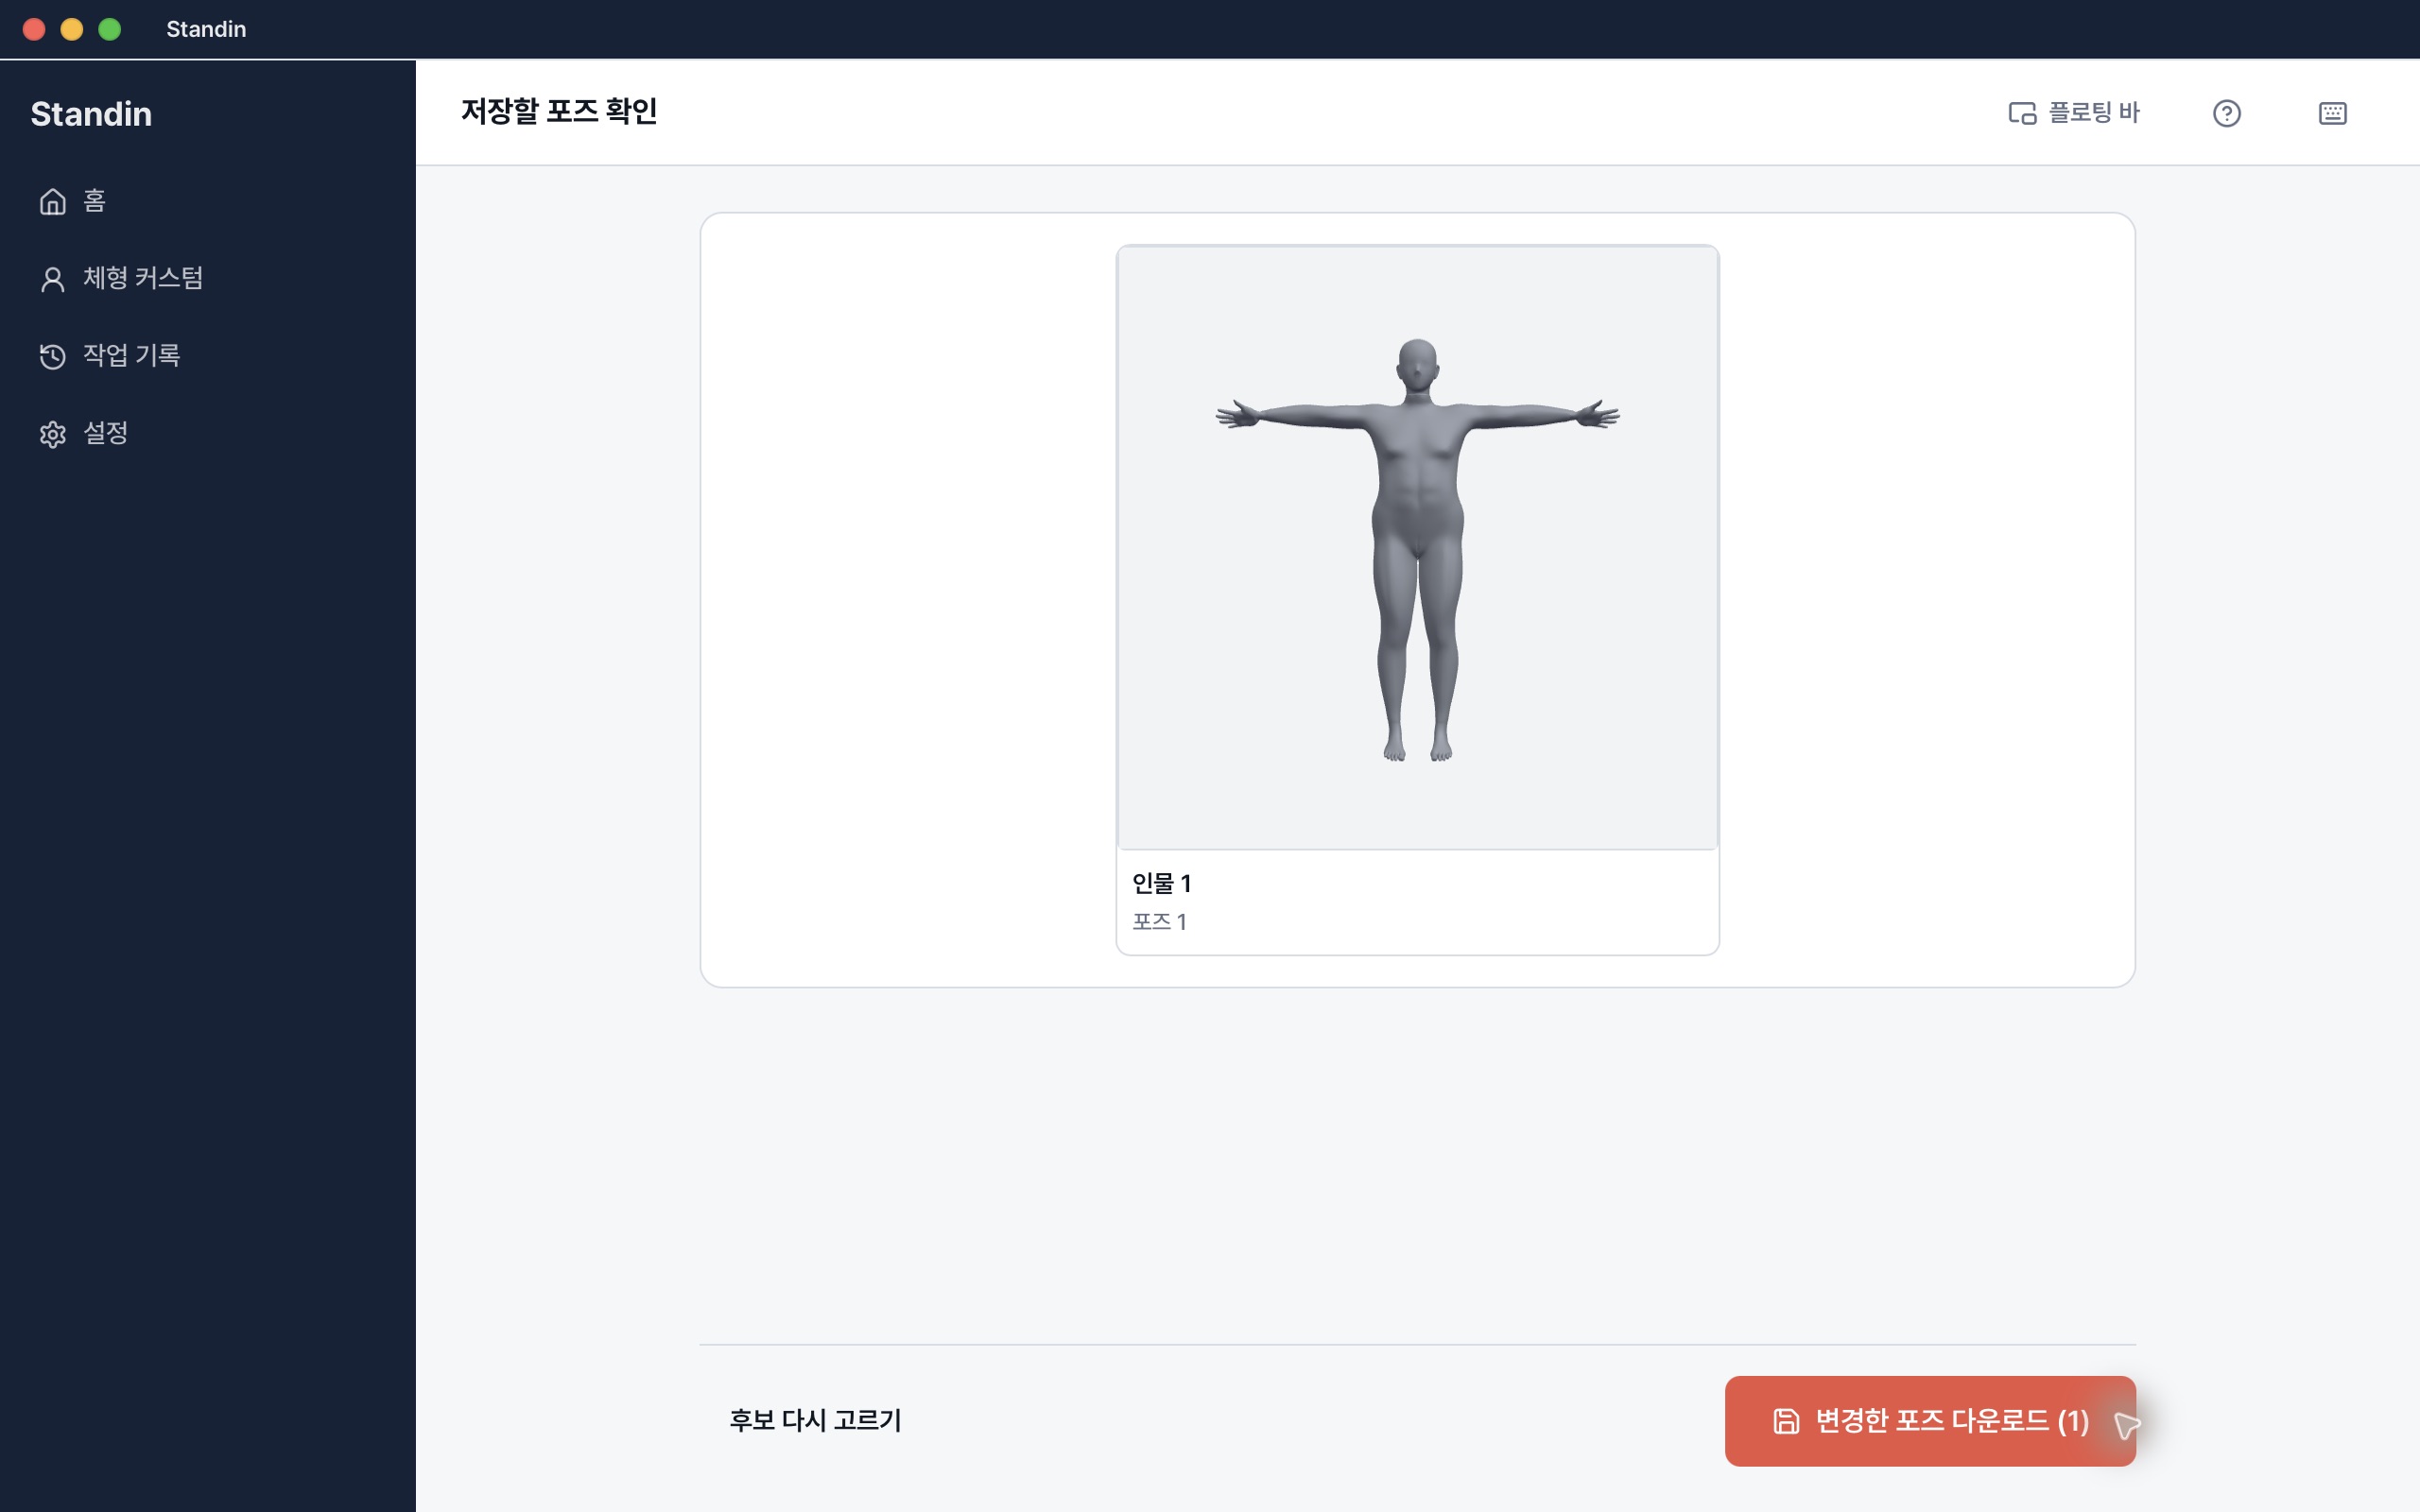 Standin
Standin
홈
체형 커스텀
작업 기록
설정
저장할 포즈 확인
플로팅 바
인물 1
포즈 1
후보 다시 고르기
변경한 포즈 다운로드 (1)